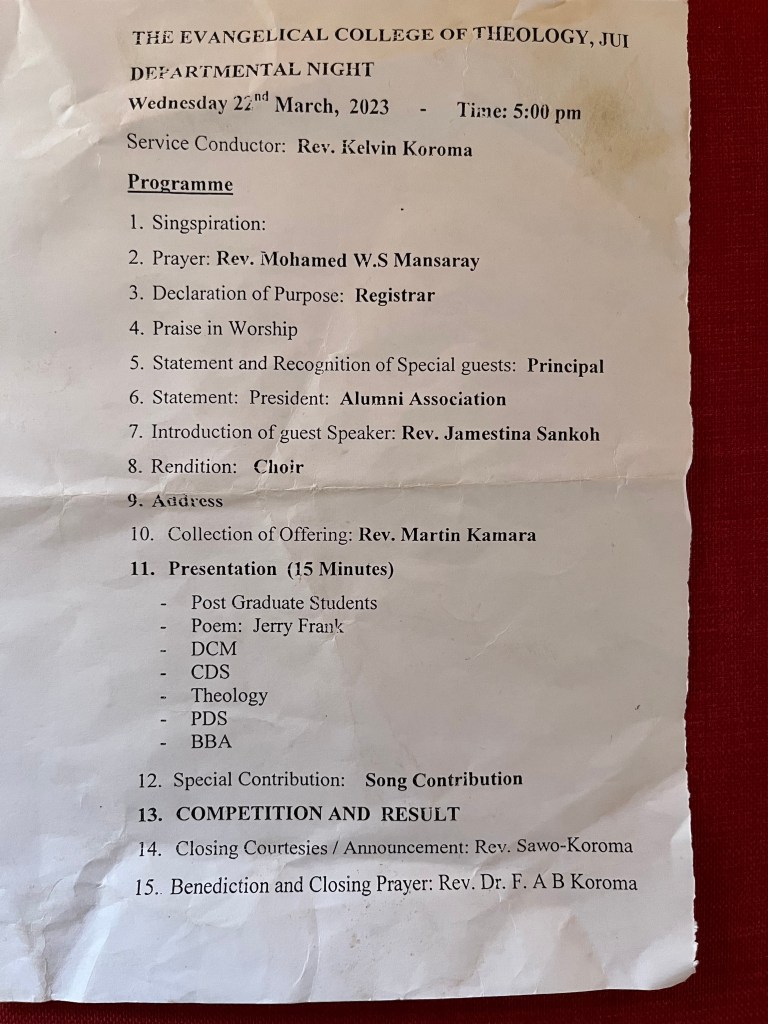 THE EVANGELICAL COLLEGE OF THEOLOGY, JUI
DEPARTMENTAL NIGHT
Wednesday 22nd March, 2023 - Time: 5:00 pm
Service Conductor: Rev. Kelvin Koroma
Programme
1. Singspiration:
2. Prayer: Rev. Mohamed W.S Mansaray
3. Declaration of Purpose: Registrar
4. Praise in Worship
5. Statement and Recognition of Special guests: Principal
6. Statement: President: Alumni Association
7. Introduction of guest Speaker: Rev. Jamestina Sankoh
8. Rendition: Choir
9. Address
10. Collection of Offering: Rev. Martin Kamara
11. Presentation (15 Minutes)
- Post Graduate Students
- Poem: Jerry Frank
- DCM
- CDS
- Theology
- PDS
- BBA
12. Special Contribution: Song Contribution
13. COMPETITION AND RESULT
14. Closing Courtesies / Announcement: Rev. Sawo-Koroma
15. Benediction and Closing Prayer: Rev. Dr. F. A B Koroma